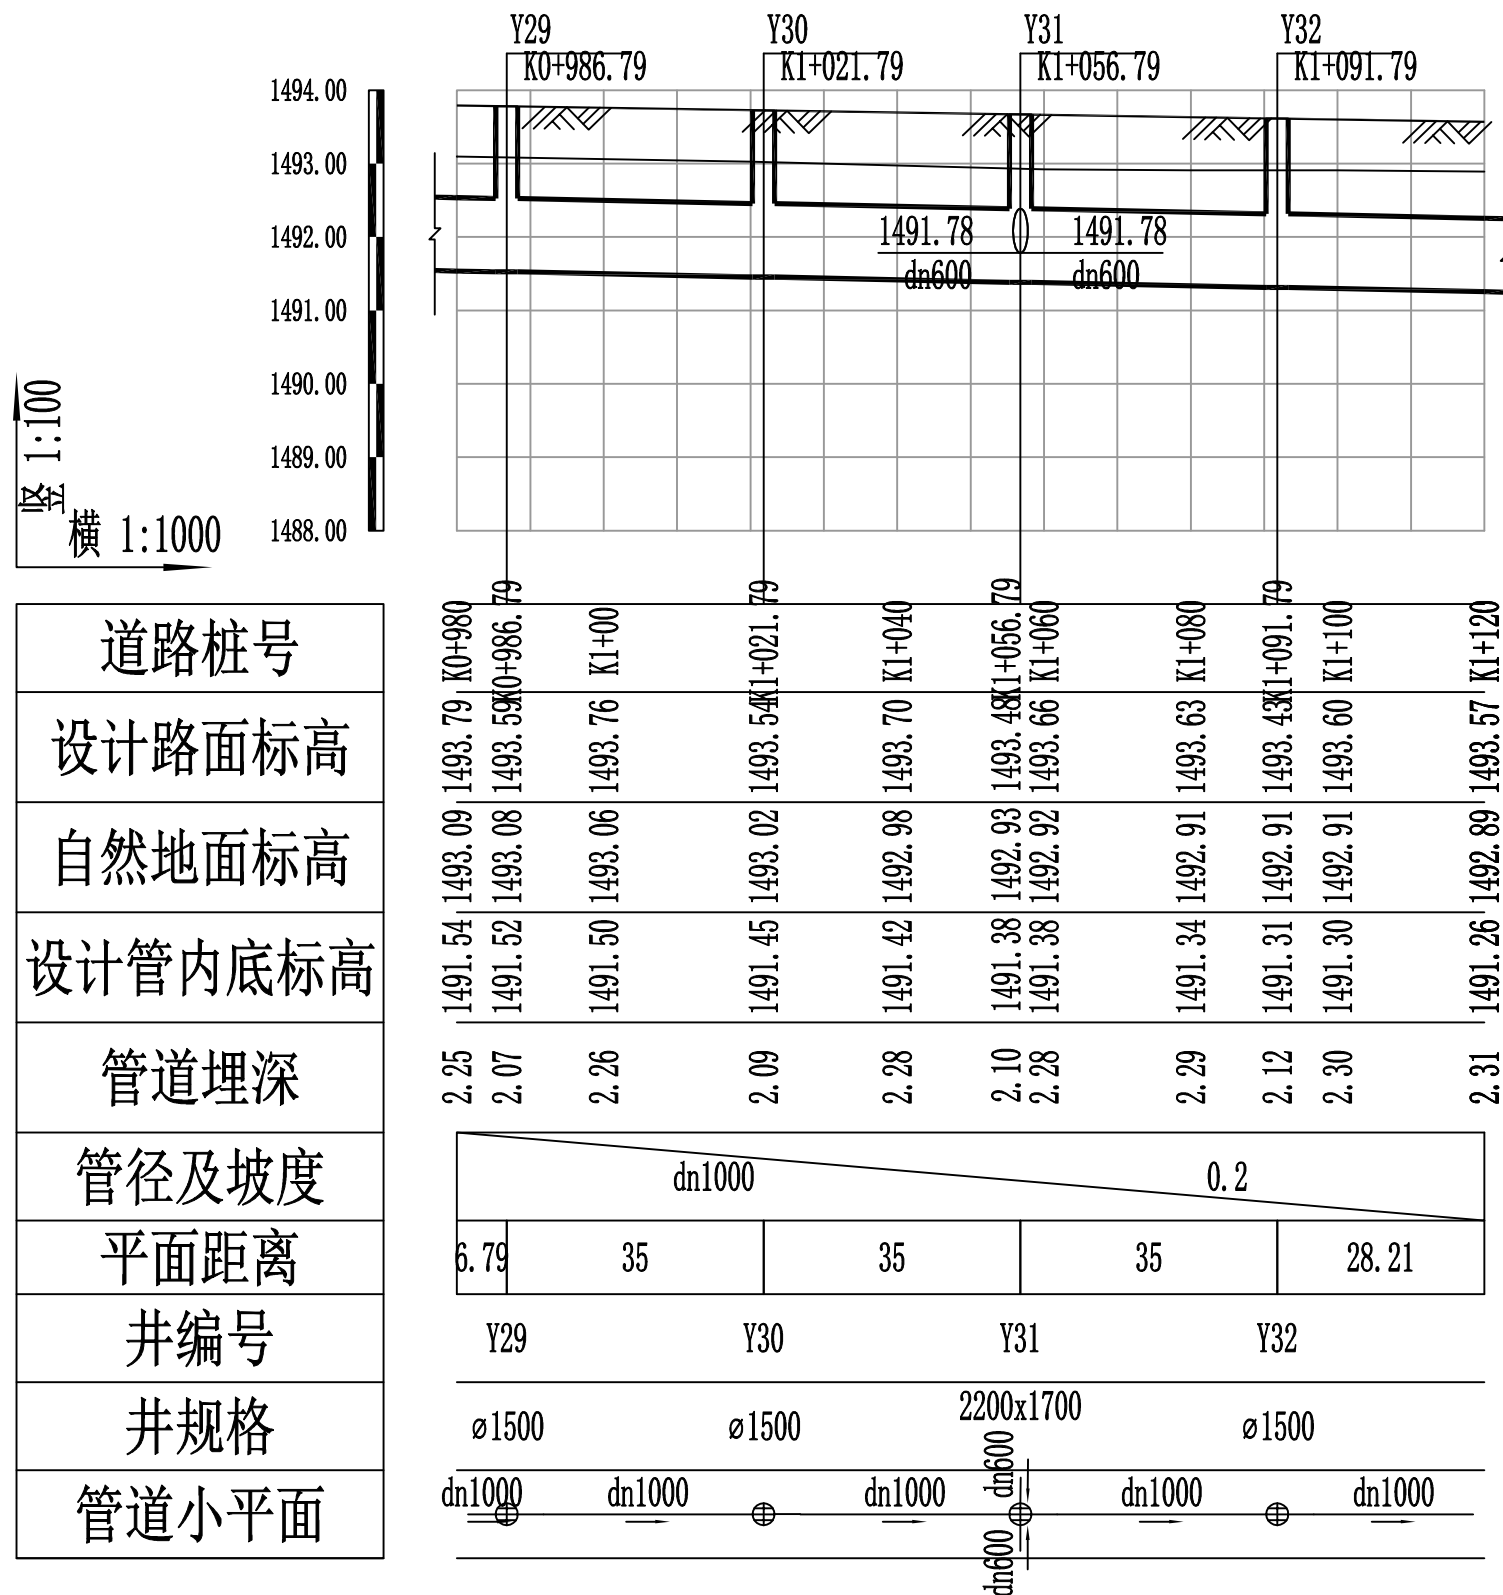 Y29 Y30 Y31 Y32
K0+986.79 K1+021.79 K1+056.79 K1+091.79
1494.00
1493.00
1492.00
1491.00
1490.00
1489.00
1488.00
1491.78 1491.78
dn600 dn600
竖 1:100
横 1:1000
道路桩号 K0+980 K0+986.79 K1+00 K1+021.79 K1+040 K1+056.79 K1+060 K1+080 K1+091.79 K1+100 K1+120
设计路面标高 1493.79 1493.59 1493.76 1493.54 1493.70 1493.48 1493.66 1493.63 1493.43 1493.60 1493.57
自然地面标高 1493.09 1493.08 1493.06 1493.02 1492.98 1492.93 1492.92 1492.91 1492.91 1492.91 1492.89
设计管内底标高 1491.54 1491.52 1491.50 1491.45 1491.42 1491.38 1491.38 1491.34 1491.31 1491.30 1491.26
管道埋深 2.25 2.07 2.26 2.09 2.28 2.10 2.28 2.29 2.12 2.30 2.31
管径及坡度 dn1000 0.2
平面距离 6.79 35 35 35 28.21
井编号 Y29 Y30 Y31 Y32
井规格 ø1500 ø1500 2200x1700 ø1500
管道小平面 dn1000 dn1000 dn1000 dn600 dn600 dn1000 dn1000